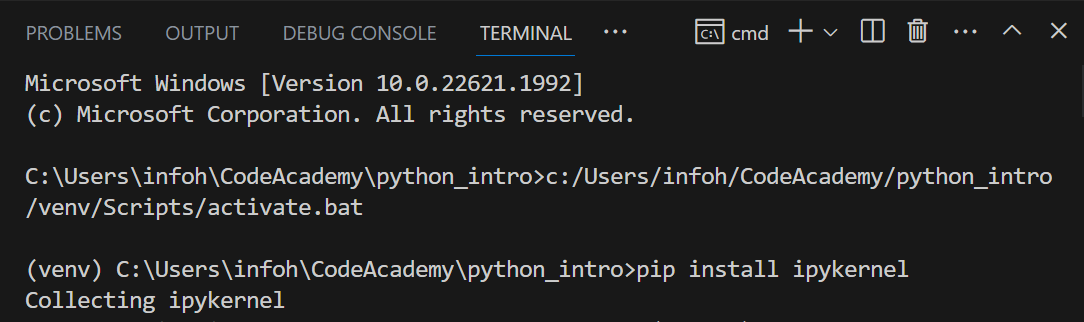 PROBLEMS OUTPUT DEBUG CONSOLE TERMINAL ... cmd
Microsoft Windows [Version 10.0.22621.1992]
(c) Microsoft Corporation. All rights reserved.
C:\Users\infoh\CodeAcademy\python_intro>c:/Users/infoh/CodeAcademy/python_intro
/venv/Scripts/activate.bat
(venv) C:\Users\infoh\CodeAcademy\python_intro>pip install ipykernel
Collecting ipykernel